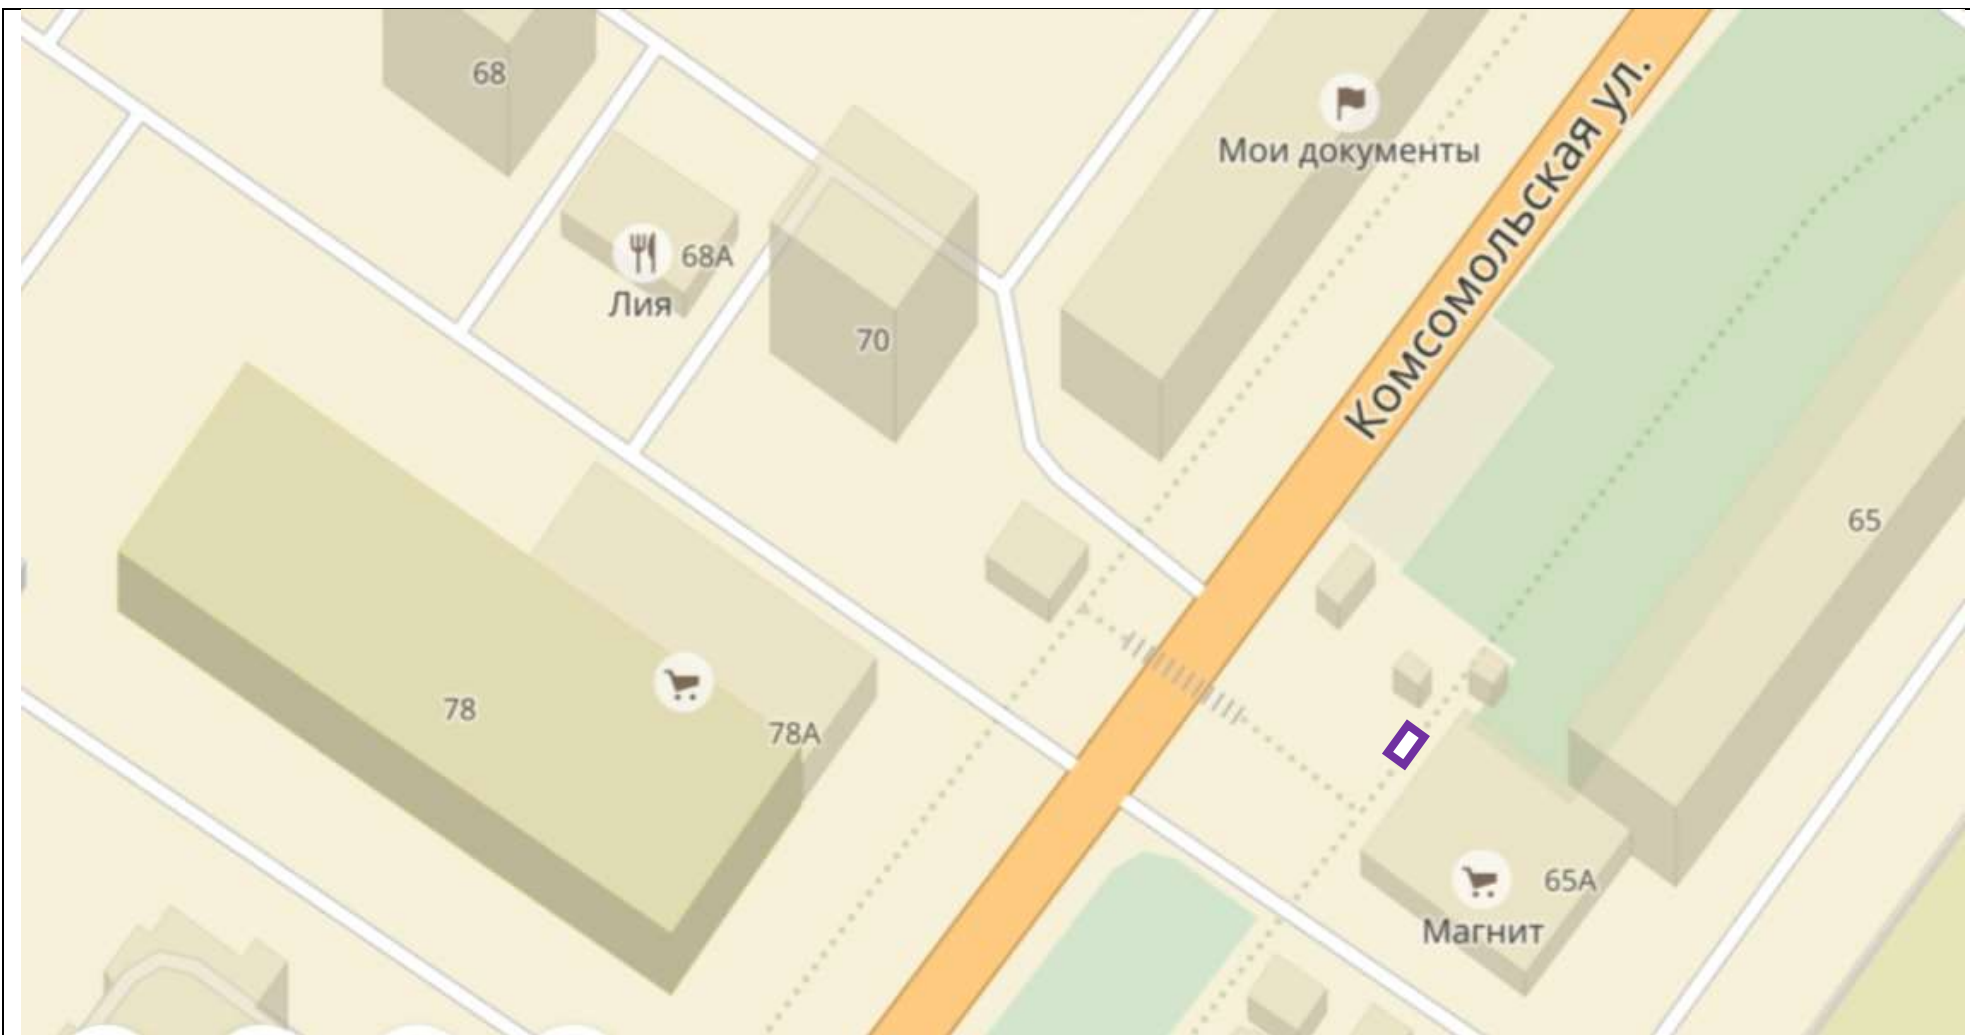 68
Мои документы
Комсомольская ул.
68А
Лия
70
65
78
78А
65А
Магнит